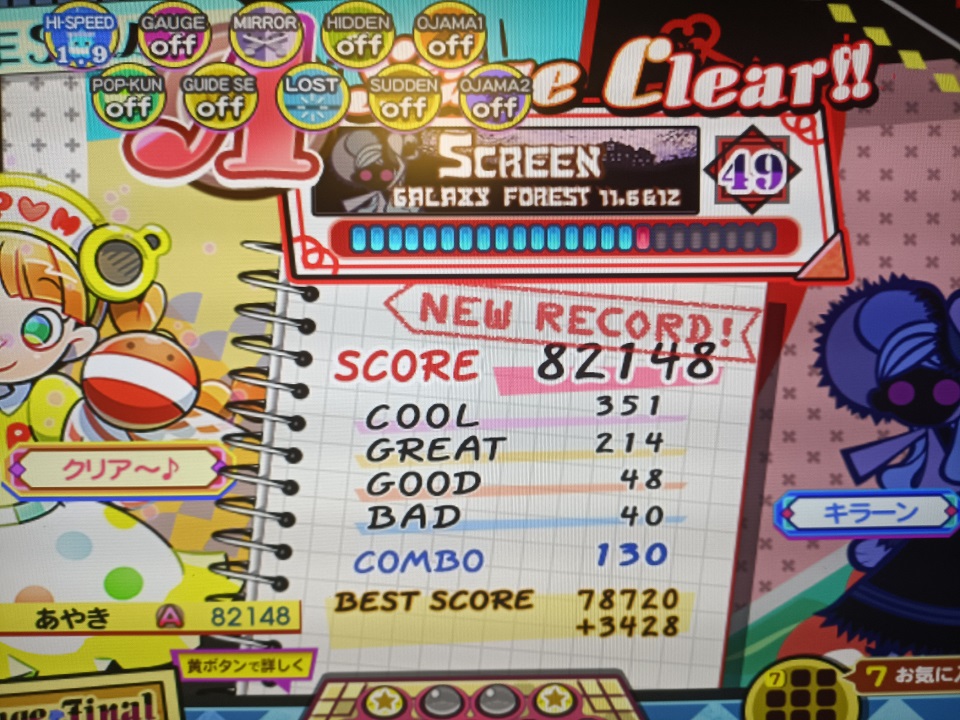 HI-SPEED 1.9
GAUGE off
MIRROR
HIDDEN off
OJAMA1 off
POP-KUN off
GUIDE SE off
LOST
SUDDEN off
OJAMA2 off
Clear!!
A
SCREEN
49
GALAXY FOREST 11.6&12
NEW RECORD!
SCORE 82148
COOL 351
GREAT 214
GOOD 48
BAD 40
COMBO 130
BEST SCORE 78720
+3428
クリア～♪
キラーン
あやき A 82148
黄ボタンで詳しく
Final
7
7 お気に入